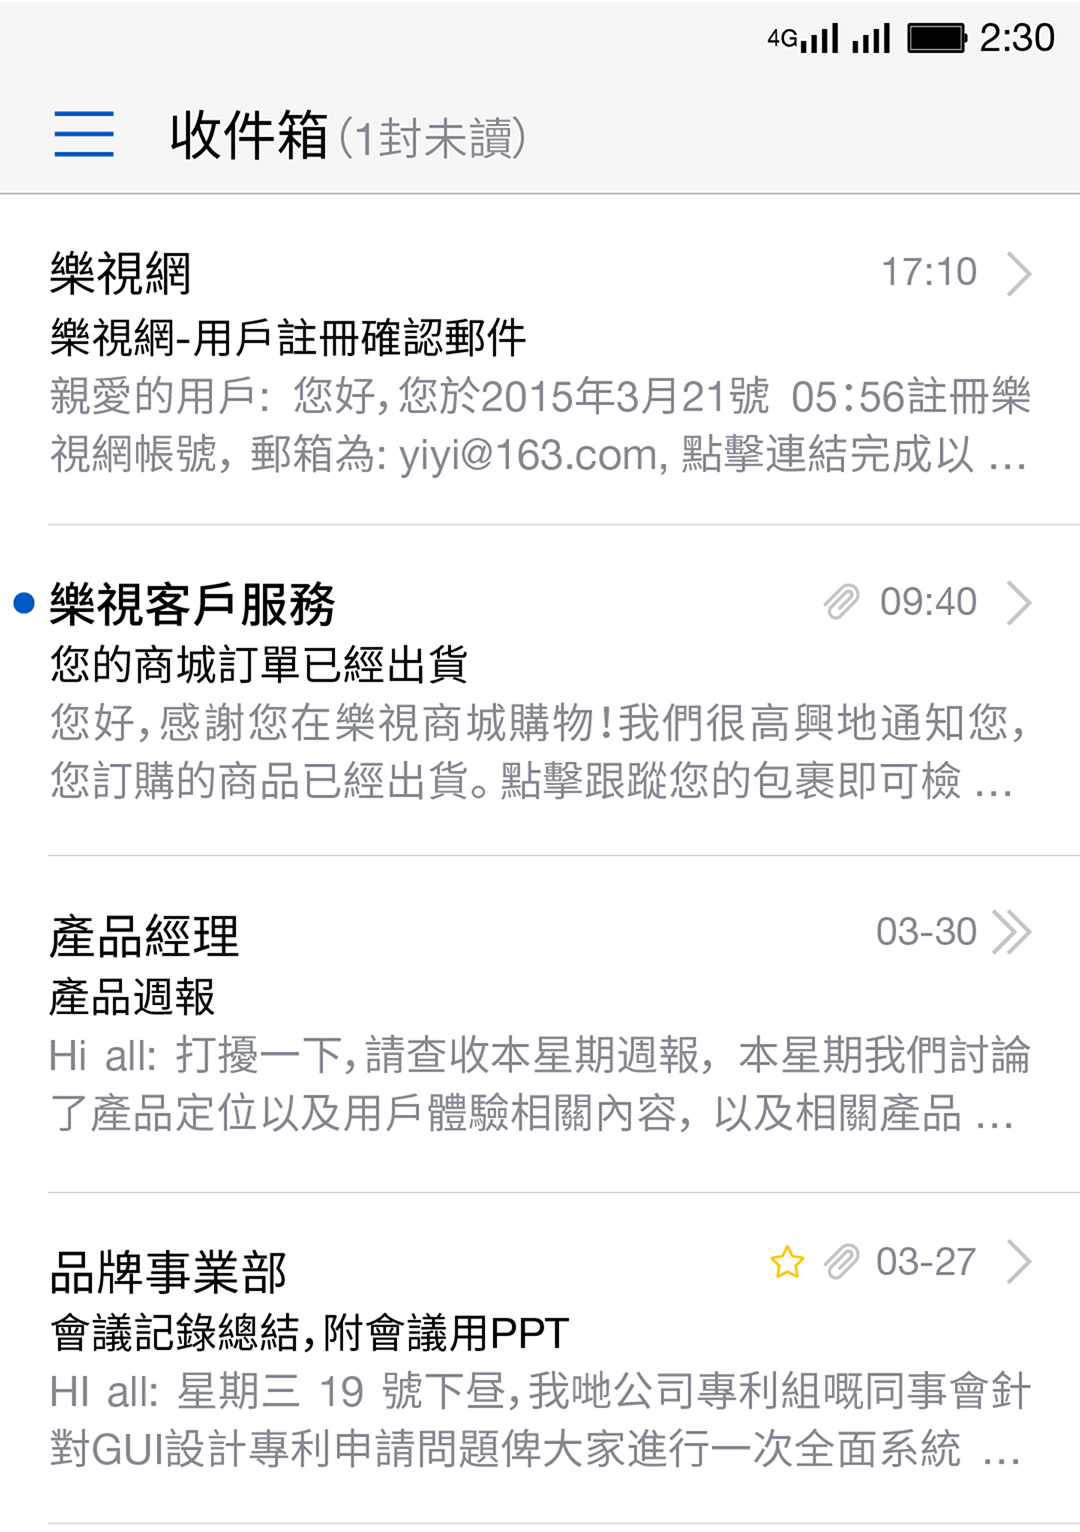 4G 2:30
收件箱(1封未讀)
樂視網 17:10
樂視網-用戶註冊確認郵件
親愛的用戶: 您好,您於2015年3月21號 05:56註冊樂
視網帳號, 郵箱為: yiyi@163.com, 點擊連結完成以 ...
樂視客戶服務 09:40
您的商城訂單已經出貨
您好,感謝您在樂視商城購物!我們很高興地通知您,
您訂購的商品已經出貨。點擊跟蹤您的包裹即可檢 ...
產品經理 03-30
產品週報
Hi all: 打擾一下,請查收本星期週報, 本星期我們討論
了產品定位以及用戶體驗相關內容, 以及相關產品 ...
品牌事業部 03-27
會議記錄總結,附會議用PPT
HI all: 星期三 19 號下昼,我哋公司專利組嘅同事會針
對GUI設計專利申請問題俾大家進行一次全面系統 ...